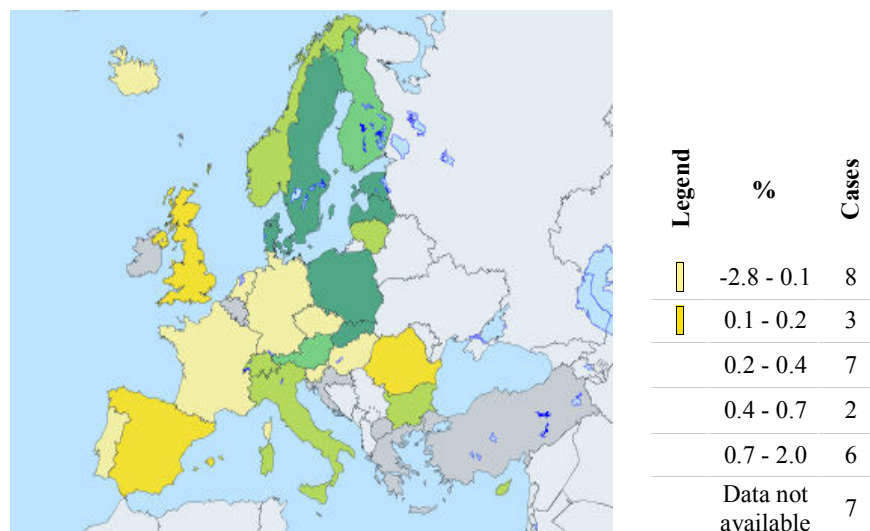 Legend % Cases
-2.8 - 0.1 8
0.1 - 0.2 3
0.2 - 0.4 7
0.4 - 0.7 2
0.7 - 2.0 6
Data not
available 7